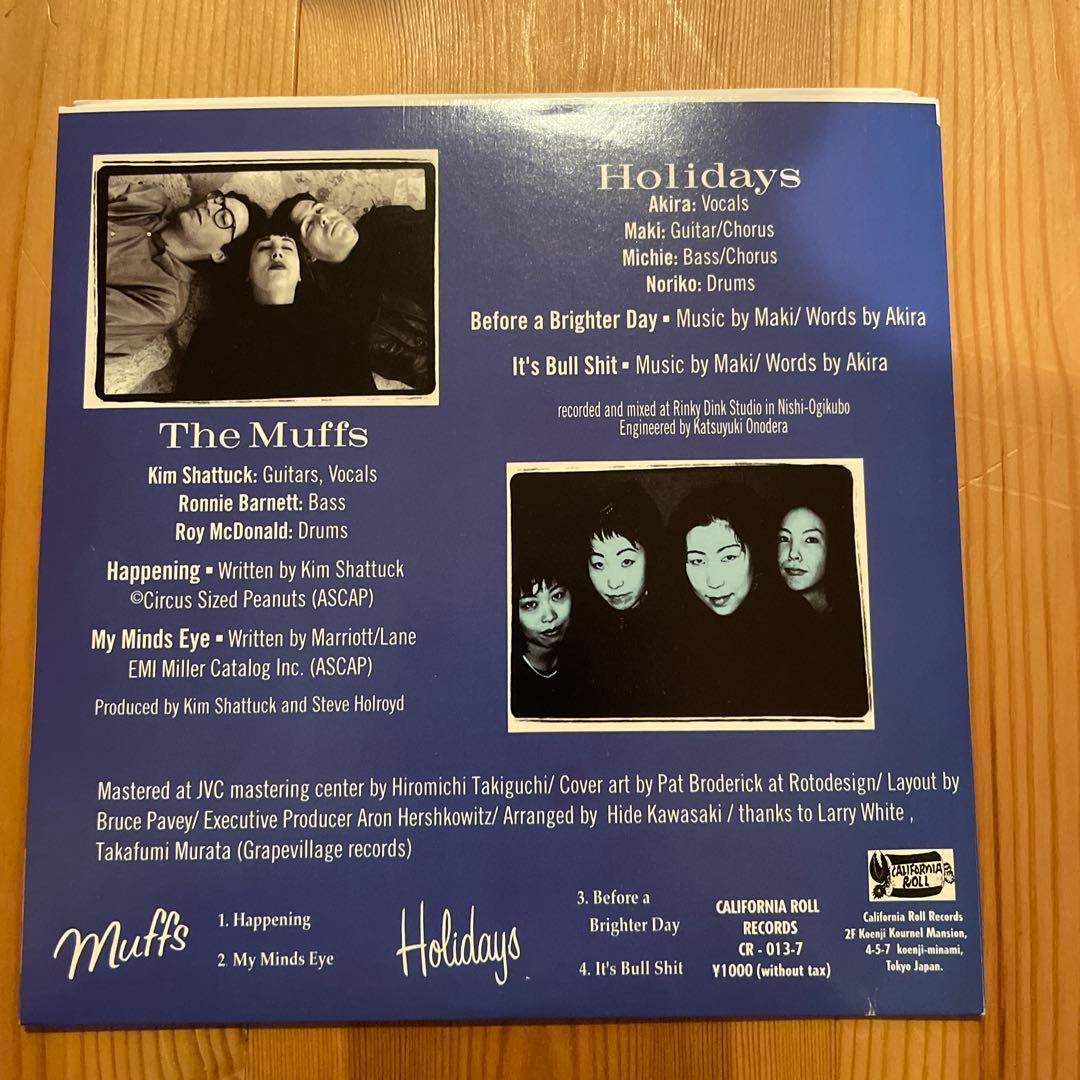 The Muffs
Kim Shattuck: Guitars, Vocals
Ronnie Barnett: Bass
Roy McDonald: Drums
Happening ▪ Written by Kim Shattuck
©Circus Sized Peanuts (ASCAP)
My Minds Eye ▪ Written by Marriott/Lane
EMI Miller Catalog Inc. (ASCAP)
Produced by Kim Shattuck and Steve Holroyd
Holidays
Akira: Vocals
Maki: Guitar/Chorus
Michie: Bass/Chorus
Noriko: Drums
Before a Brighter Day ▪ Music by Maki/ Words by Akira
It's Bull Shit ▪ Music by Maki/ Words by Akira
recorded and mixed at Rinky Dink Studio in Nishi-Ogikubo
Engineered by Katsuyuki Onodera
Mastered at JVC mastering center by Hiromichi Takiguchi/ Cover art by Pat Broderick at Rotodesign/ Layout by
Bruce Pavey/ Executive Producer Aron Hershkowitz/ Arranged by Hide Kawasaki / thanks to Larry White ,
Takafumi Murata (Grapevillage records)
Muffs
1. Happening
2. My Minds Eye
Holidays
3. Before a
Brighter Day
4. It's Bull Shit
CALIFORNIA ROLL
RECORDS
CR - 013-7
¥1000 (without tax)
CALIFORNIA
ROLL
California Roll Records
2F Koenji Kournel Mansion,
4-5-7 koenji-minami,
Tokyo Japan.